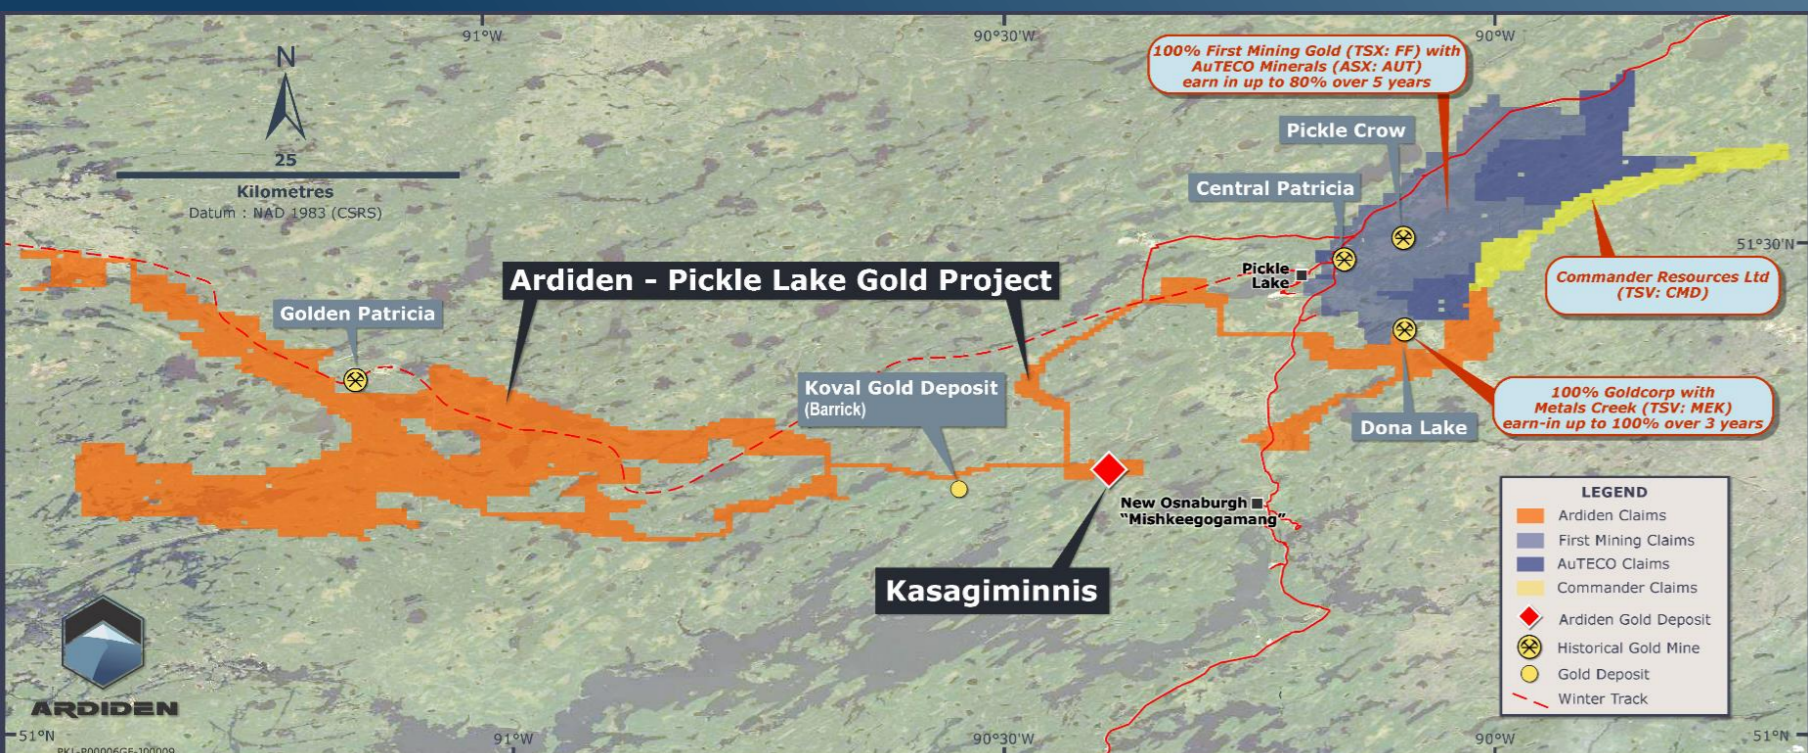 91°W
90°30'W
90°W
N
25
Kilometres
Datum : NAD 1983 (CSRS)
100% First Mining Gold (TSX: FF) with
AuTECO Minerals (ASX: AUT)
earn in up to 80% over 5 years
Pickle Crow
Central Patricia
51°30'N
Pickle
Lake
Commander Resources Ltd
(TSV: CMD)
Ardiden - Pickle Lake Gold Project
Golden Patricia
Koval Gold Deposit
(Barrick)
100% Goldcorp with
Metals Creek (TSV: MEK)
earn-in up to 100% over 3 years
Dona Lake
New Osnaburgh
"Mishkeegogamang"
Kasagiminnis
LEGEND
Ardiden Claims
First Mining Claims
AuTECO Claims
Commander Claims
Ardiden Gold Deposit
Historical Gold Mine
Gold Deposit
Winter Track
ARDIDEN
51°N
91°W
90°30'W
90°W
51°N